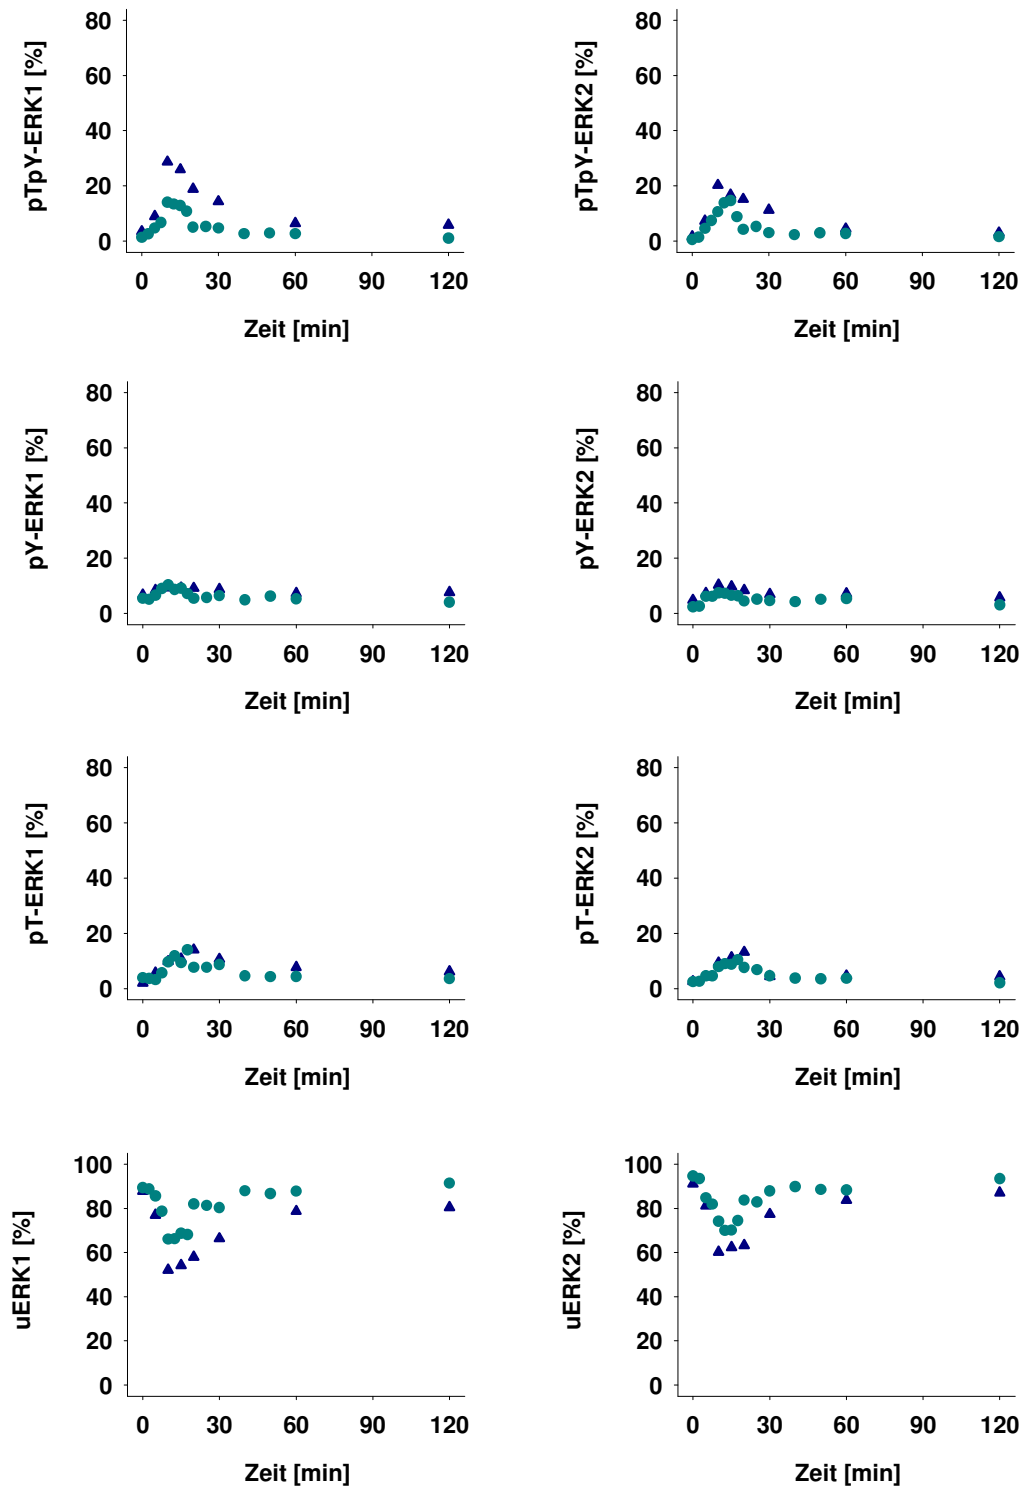 pTpY-ERK1 [%]
80
60
40
20
0
0 30 60 90 120
Zeit [min]
pTpY-ERK2 [%]
80
60
40
20
0
0 30 60 90 120
Zeit [min]
pY-ERK1 [%]
80
60
40
20
0
0 30 60 90 120
Zeit [min]
pY-ERK2 [%]
80
60
40
20
0
0 30 60 90 120
Zeit [min]
pT-ERK1 [%]
80
60
40
20
0
0 30 60 90 120
Zeit [min]
pT-ERK2 [%]
80
60
40
20
0
0 30 60 90 120
Zeit [min]
uERK1 [%]
100
80
60
40
20
0
0 30 60 90 120
Zeit [min]
uERK2 [%]
100
80
60
40
20
0
0 30 60 90 120
Zeit [min]